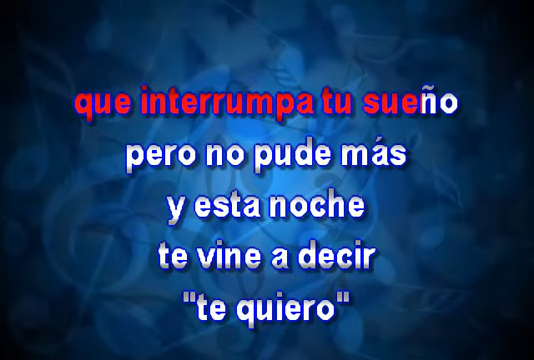 que interrumpa tu sueño
pero no pude más
y esta noche
te vine a decir
"te quiero"